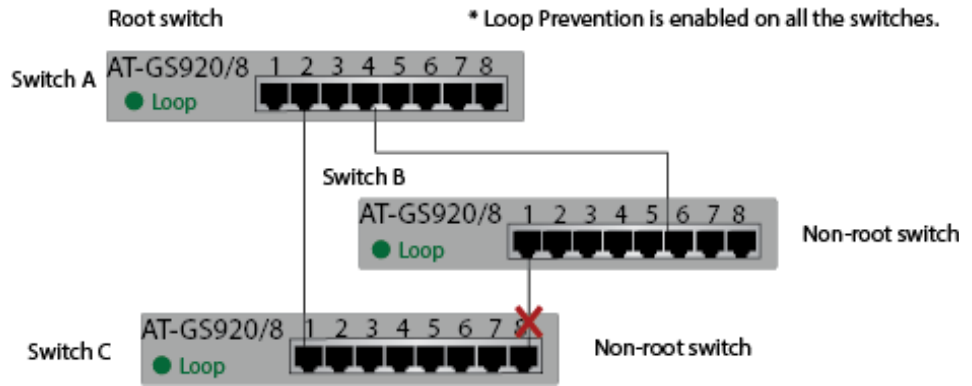 Root switch
* Loop Prevention is enabled on all the switches.
Switch A
AT-GS920/8
1 2 3 4 5 6 7 8
Loop
Switch B
AT-GS920/8
1 2 3 4 5 6 7 8
Loop
Non-root switch
Switch C
AT-GS920/8
1 2 3 4 5 6 7 8
Loop
Non-root switch